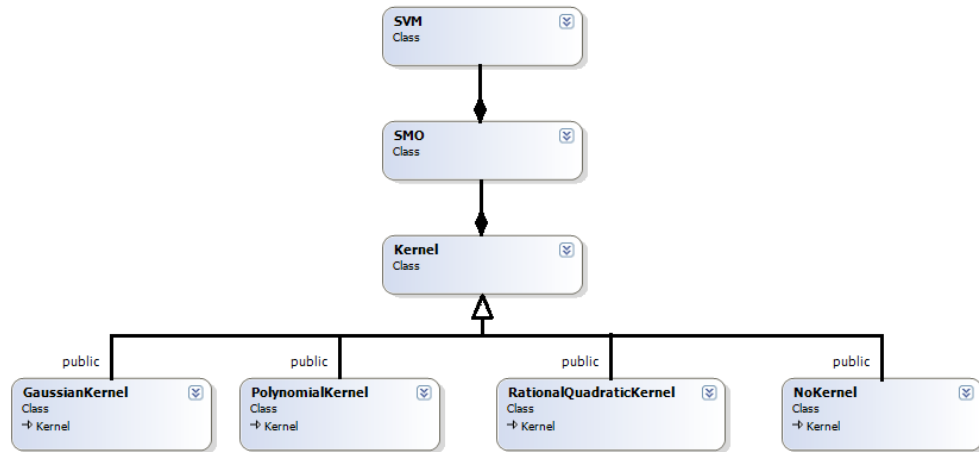 SVM
Class
SMO
Class
Kernel
Class
public
public
public
public
GaussianKernel
Class
Kernel
PolynomialKernel
Class
Kernel
RationalQuadraticKernel
Class
Kernel
NoKernel
Class
Kernel